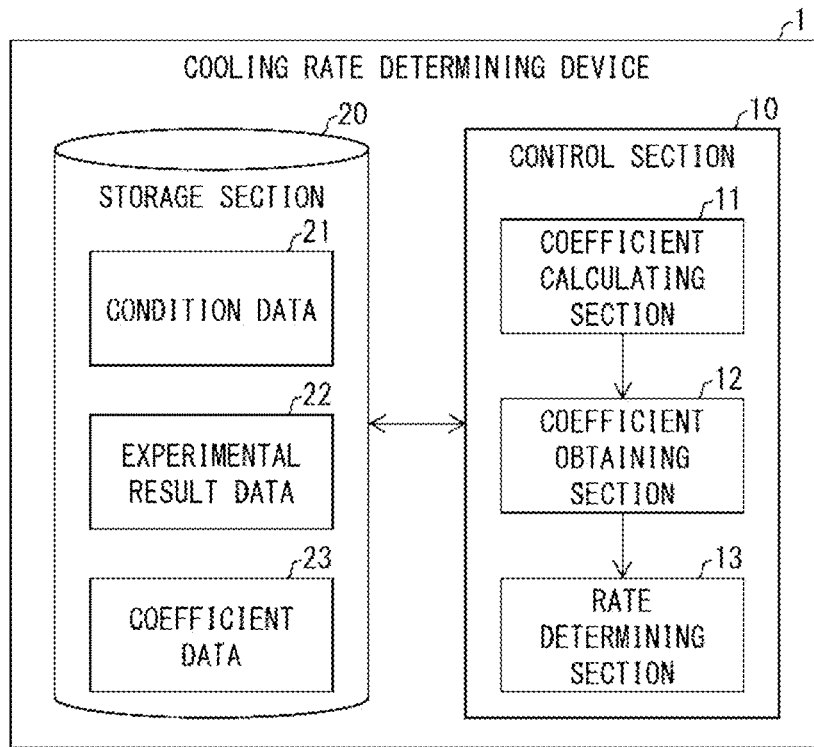 1
COOLING RATE DETERMINING DEVICE
20
STORAGE SECTION
21
CONDITION DATA
22
EXPERIMENTAL
RESULT DATA
23
COEFFICIENT
DATA
10
CONTROL SECTION
11
COEFFICIENT
CALCULATING
SECTION
12
COEFFICIENT
OBTAINING
SECTION
13
RATE
DETERMINING
SECTION